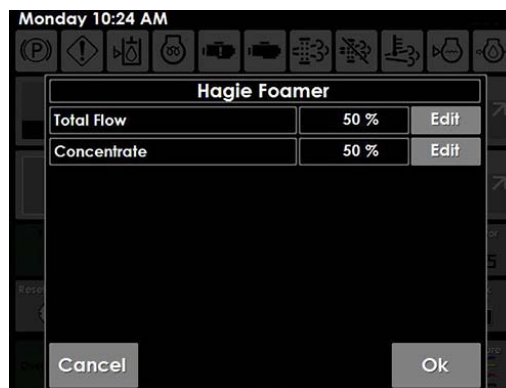 Monday 10:24 AM
Hagie Foamer
Total Flow 50 % Edit
Concentrate 50 % Edit
Cancel Ok